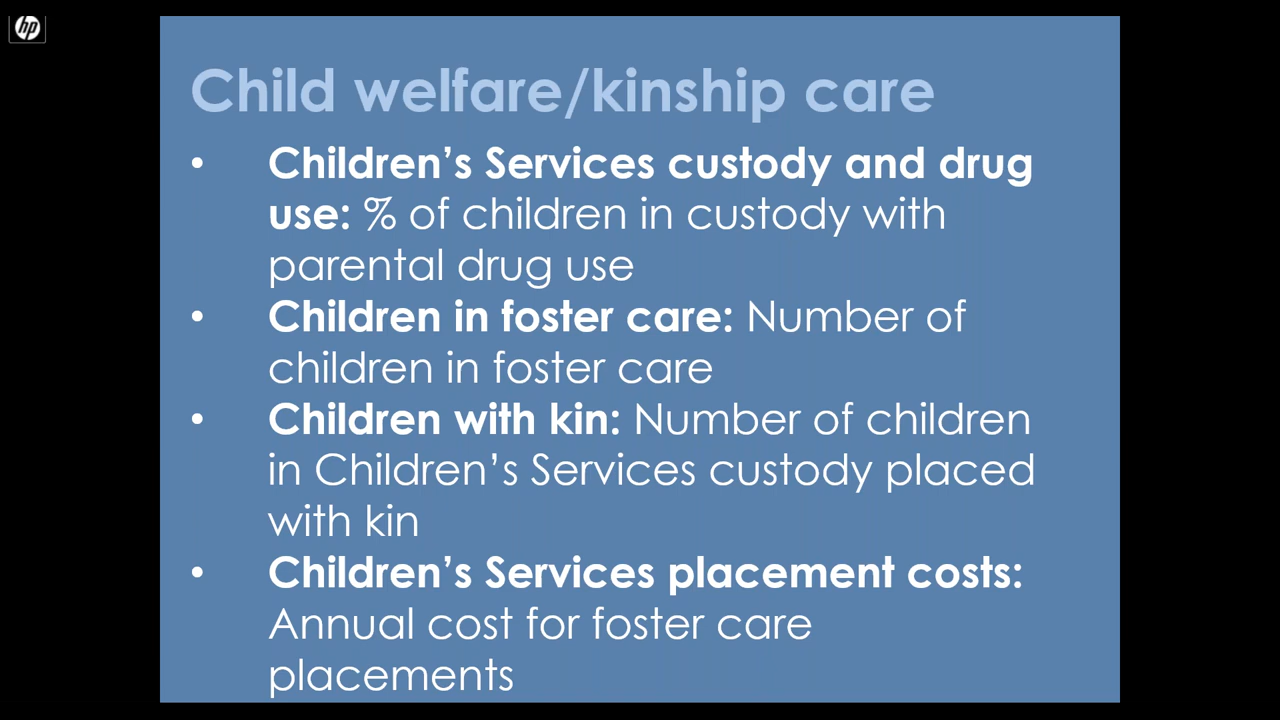 hp
Child welfare/kinship care
• Children’s Services custody and drug
use: % of children in custody with
parental drug use
• Children in foster care: Number of
children in foster care
• Children with kin: Number of children
in Children’s Services custody placed
with kin
• Children’s Services placement costs:
Annual cost for foster care
placements